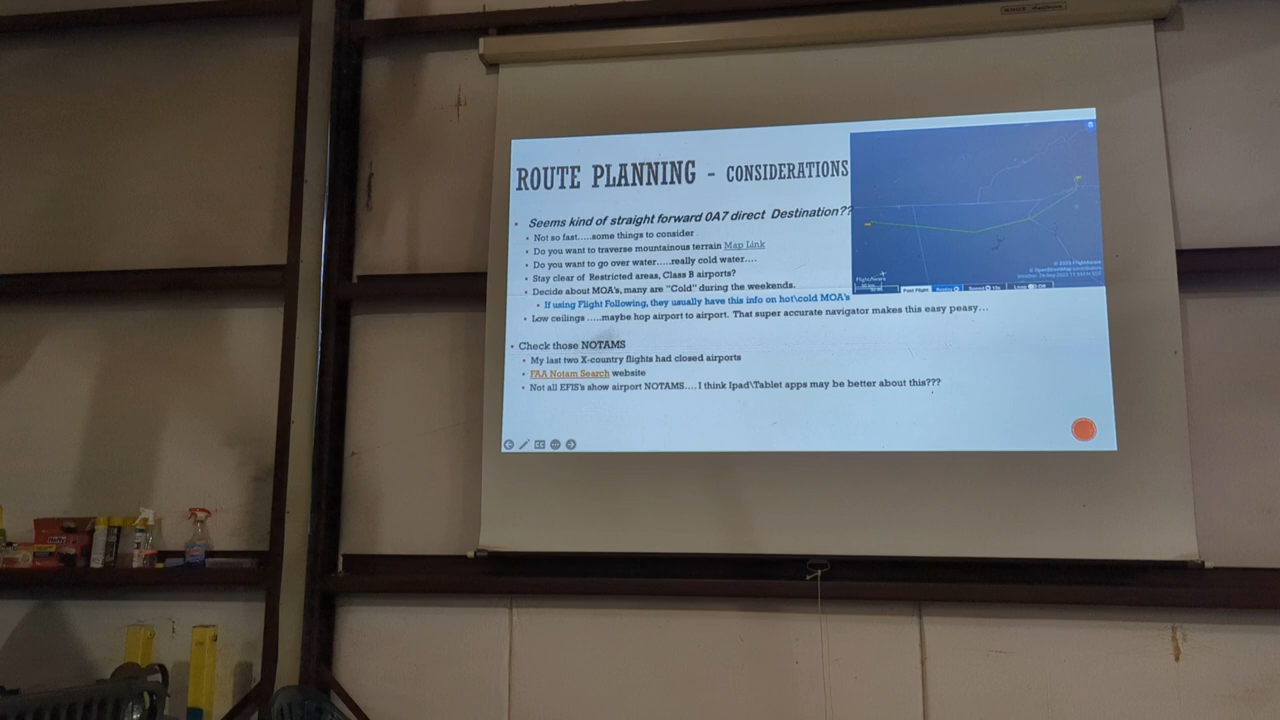 ROUTE PLANNING - CONSIDERATIONS
Seems kind of straight forward 0A7 direct Destination??
Not so fast.....some things to consider
Do you want to traverse mountainous terrain Map Link
Do you want to go over water.....really cold water....
Stay clear of Restricted areas, Class B airports?
Decide about MOA's, many are "Cold" during the weekends.
If using Flight Following, they usually have this info on hot\cold MOA's
Low ceilings .....maybe hop airport to airport. That super accurate navigator makes this easy peasy...
Check those NOTAMS
My last two X-country flights had closed airports
FAA Notam Search website
Not all EFIS's show airport NOTAMS.... I think Ipad\Tablet apps may be better about this???
FlightAware
© 2023 FlightAware
Past Flight